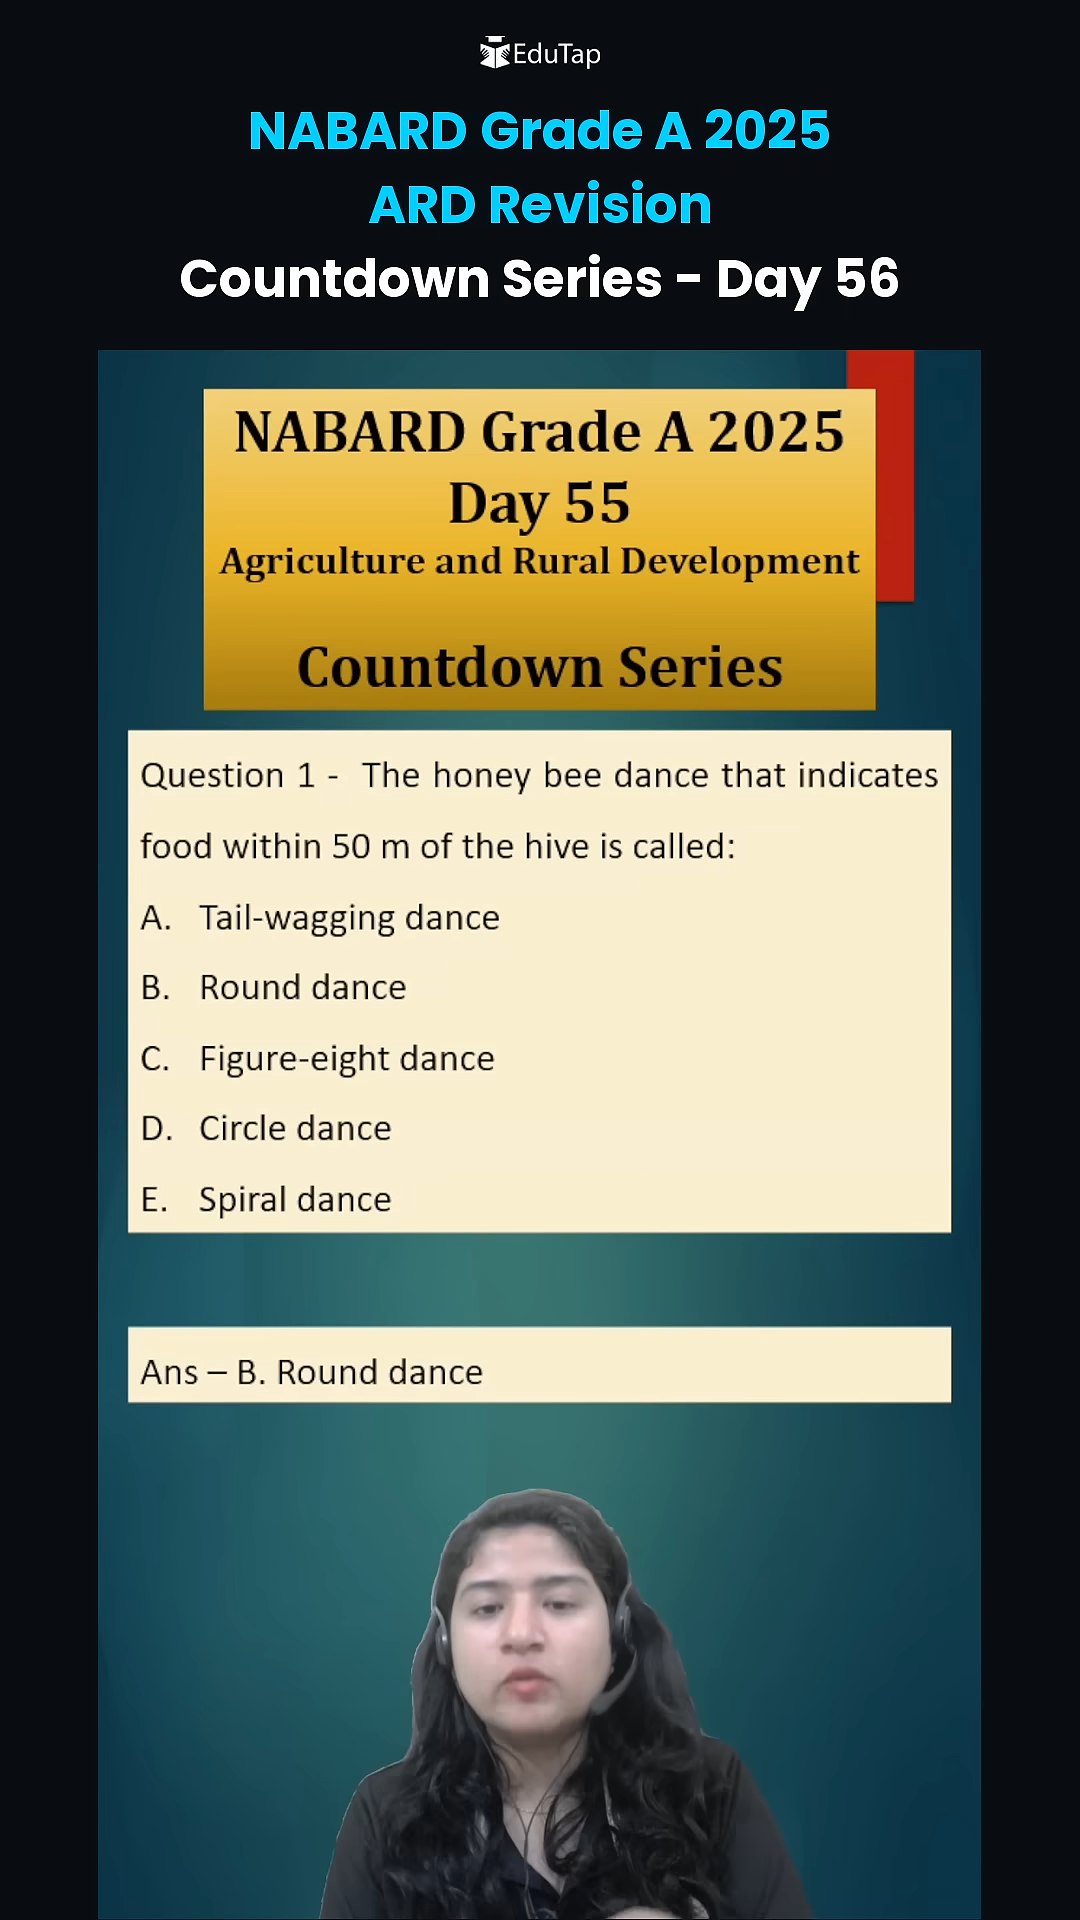 EduTap
NABARD Grade A 2025
ARD Revision
Countdown Series - Day 56
NABARD Grade A 2025
Day 55
Agriculture and Rural Development
Countdown Series
Question 1 - The honey bee dance that indicates
food within 50 m of the hive is called:
A. Tail-wagging dance
B. Round dance
C. Figure-eight dance
D. Circle dance
E. Spiral dance
Ans – B. Round dance